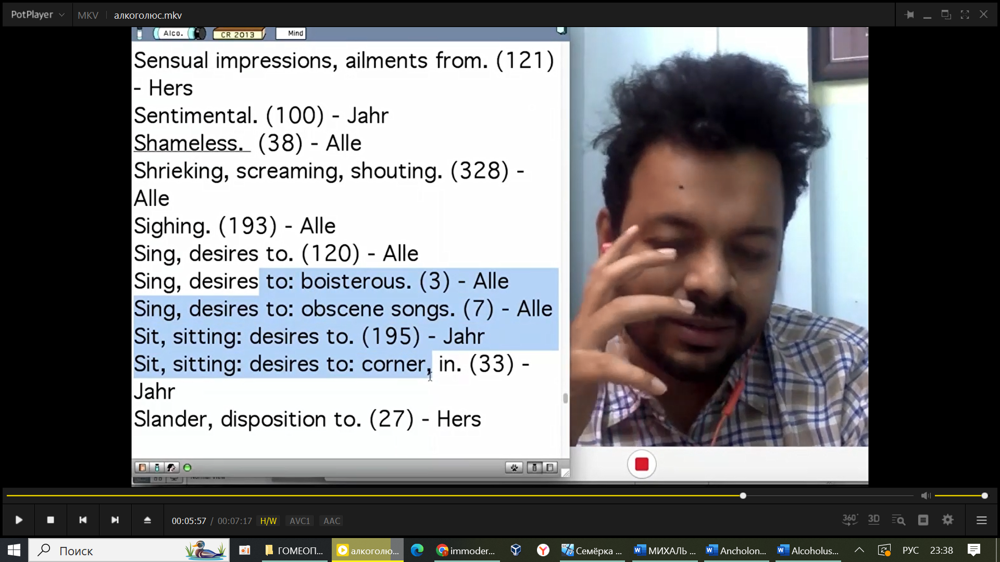 PotPlayer
MKV
алкоголюс.mkv
Alco.
CR 2013
Mind
Sensual impressions, ailments from. (121)
- Hers
Sentimental. (100) - Jahr
Shameless.  (38) - Alle
Shrieking, screaming, shouting. (328) -
Alle
Sighing. (193) - Alle
Sing, desires to. (120) - Alle
Sing, desires to: boisterous. (3) - Alle
Sing, desires to: obscene songs. (7) - Alle
Sit, sitting: desires to. (195) - Jahr
Sit, sitting: desires to: corner, in. (33) -
Jahr
Slander, disposition to. (27) - Hers
Normal View
00:05:57 / 00:07:17 H/W AVC1 AAC
360° 3D
Поиск
ГОМЕОП...
алкоголю...
immoder...
Семёрка ...
МИХАЛЬ ...
Ancholon...
Alcoholus...
РУС
23:38